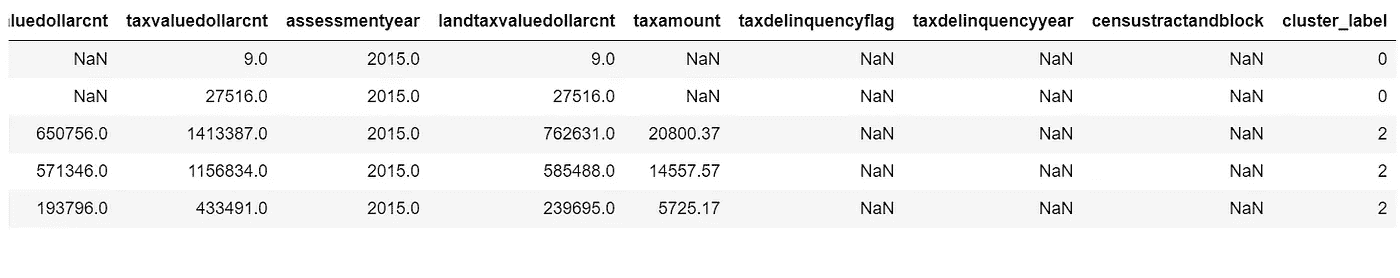 luedollarcnt taxvaluedollarcnt assessmentyear landtaxvaluedollarcnt taxamount taxdelinquencyflag taxdelinquencyyear censustractandblock cluster_label
NaN 9.0 2015.0 9.0 NaN NaN NaN NaN 0
NaN 27516.0 2015.0 27516.0 NaN NaN NaN NaN 0
650756.0 1413387.0 2015.0 762631.0 20800.37 NaN NaN NaN 2
571346.0 1156834.0 2015.0 585488.0 14557.57 NaN NaN NaN 2
193796.0 433491.0 2015.0 239695.0 5725.17 NaN NaN NaN 2